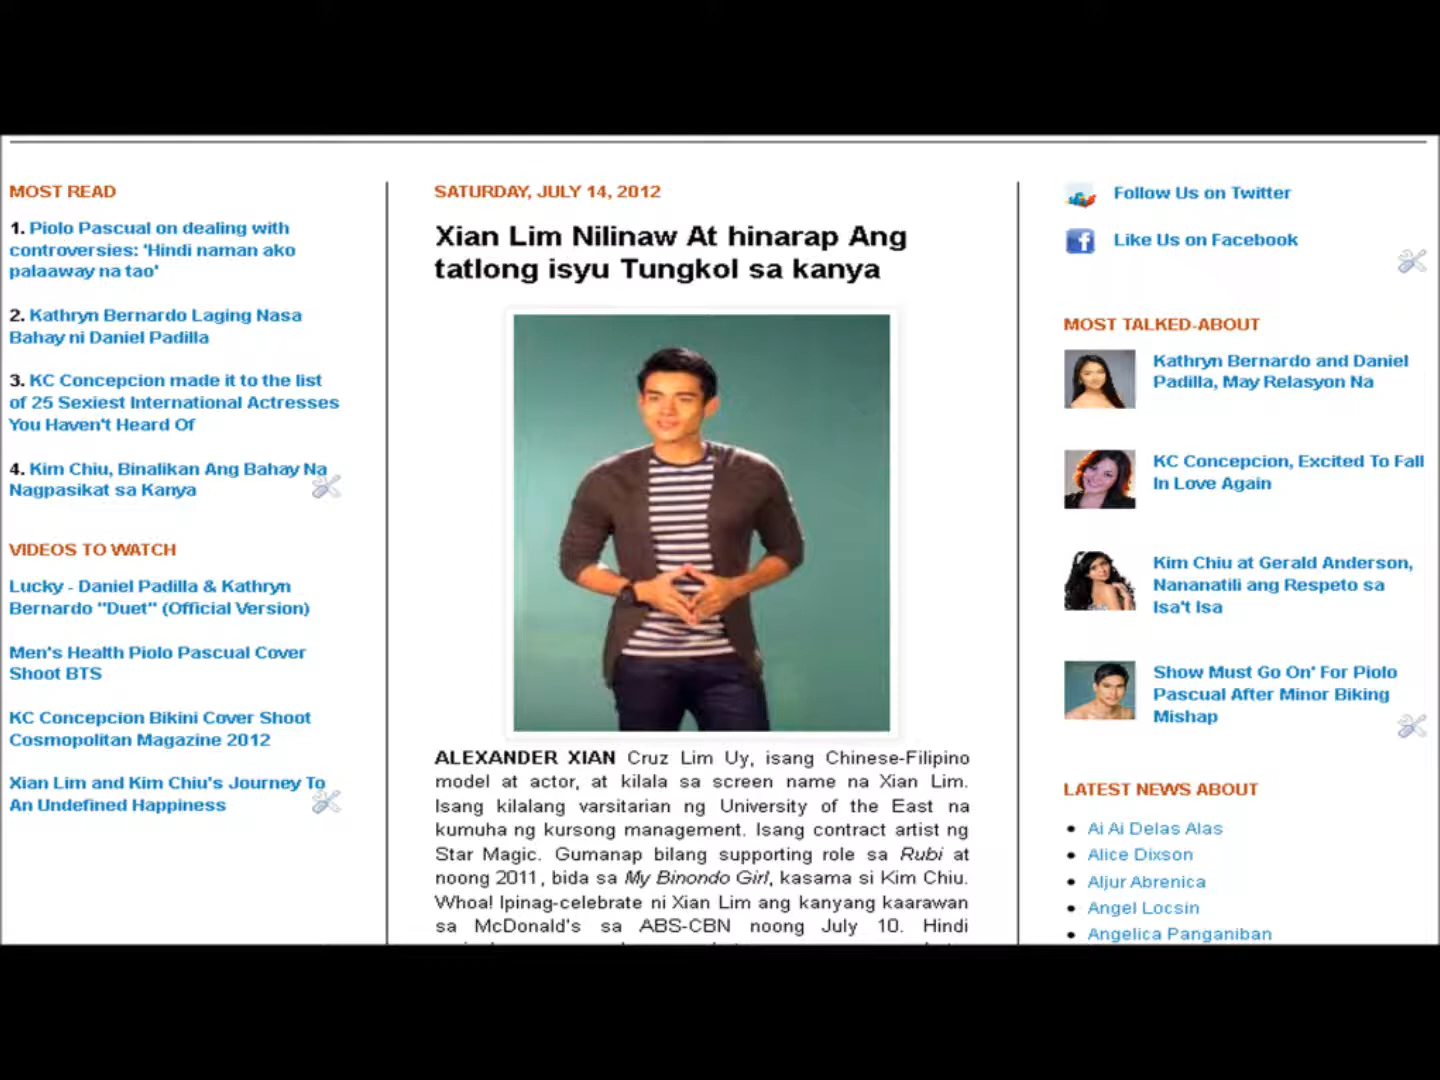 MOST READ
1. Piolo Pascual on dealing with
controversies: 'Hindi naman ako
palaaway na tao'
2. Kathryn Bernardo Laging Nasa
Bahay ni Daniel Padilla
3. KC Concepcion made it to the list
of 25 Sexiest International Actresses
You Haven't Heard Of
4. Kim Chiu, Binalikan Ang Bahay Na
Nagpasikat sa Kanya
VIDEOS TO WATCH
Lucky - Daniel Padilla & Kathryn
Bernardo "Duet" (Official Version)
Men's Health Piolo Pascual Cover
Shoot BTS
KC Concepcion Bikini Cover Shoot
Cosmopolitan Magazine 2012
Xian Lim and Kim Chiu's Journey To
An Undefined Happiness
SATURDAY, JULY 14, 2012
Xian Lim Nilinaw At hinarap Ang
tatlong isyu Tungkol sa kanya
ALEXANDER XIAN Cruz Lim Uy, isang Chinese-Filipino
model at actor, at kilala sa screen name na Xian Lim.
Isang kilalang varsitarian ng University of the East na
kumuha ng kursong management. Isang contract artist ng
Star Magic. Gumanap bilang supporting role sa Rubi at
noong 2011, bida sa My Binondo Girl, kasama si Kim Chiu.
Whoa! Ipinag-celebrate ni Xian Lim ang kanyang kaarawan
sa McDonald's sa ABS-CBN noong July 10. Hindi
Follow Us on Twitter
Like Us on Facebook
MOST TALKED-ABOUT
Kathryn Bernardo and Daniel
Padilla, May Relasyon Na
KC Concepcion, Excited To Fall
In Love Again
Kim Chiu at Gerald Anderson,
Nananatili ang Respeto sa
Isa't Isa
Show Must Go On' For Piolo
Pascual After Minor Biking
Mishap
LATEST NEWS ABOUT
Ai Ai Delas Alas
Alice Dixson
Aljur Abrenica
Angel Locsin
Angelica Panganiban